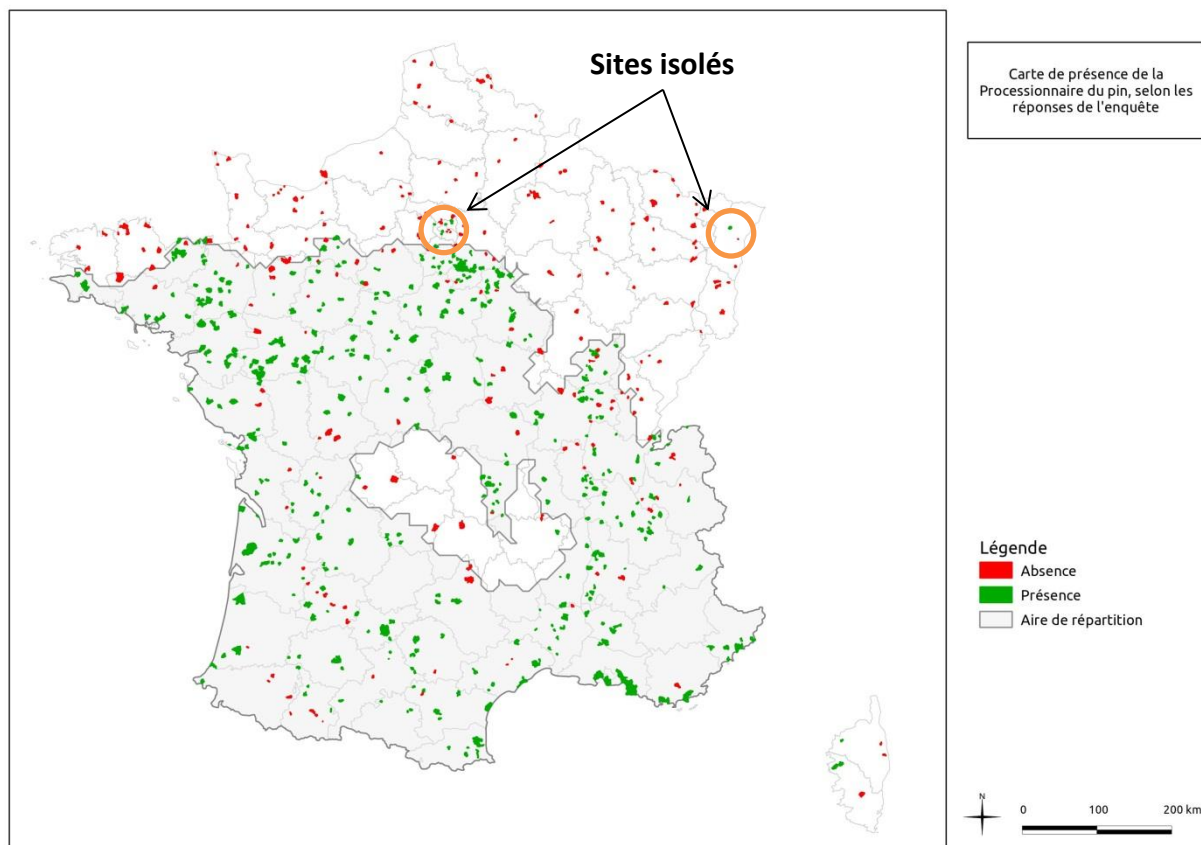 Sites isolés
Carte de présence de la
Processionnaire du pin, selon les
réponses de l'enquête
Légende
Absence
Présence
Aire de répartition
N
0 100 200 km